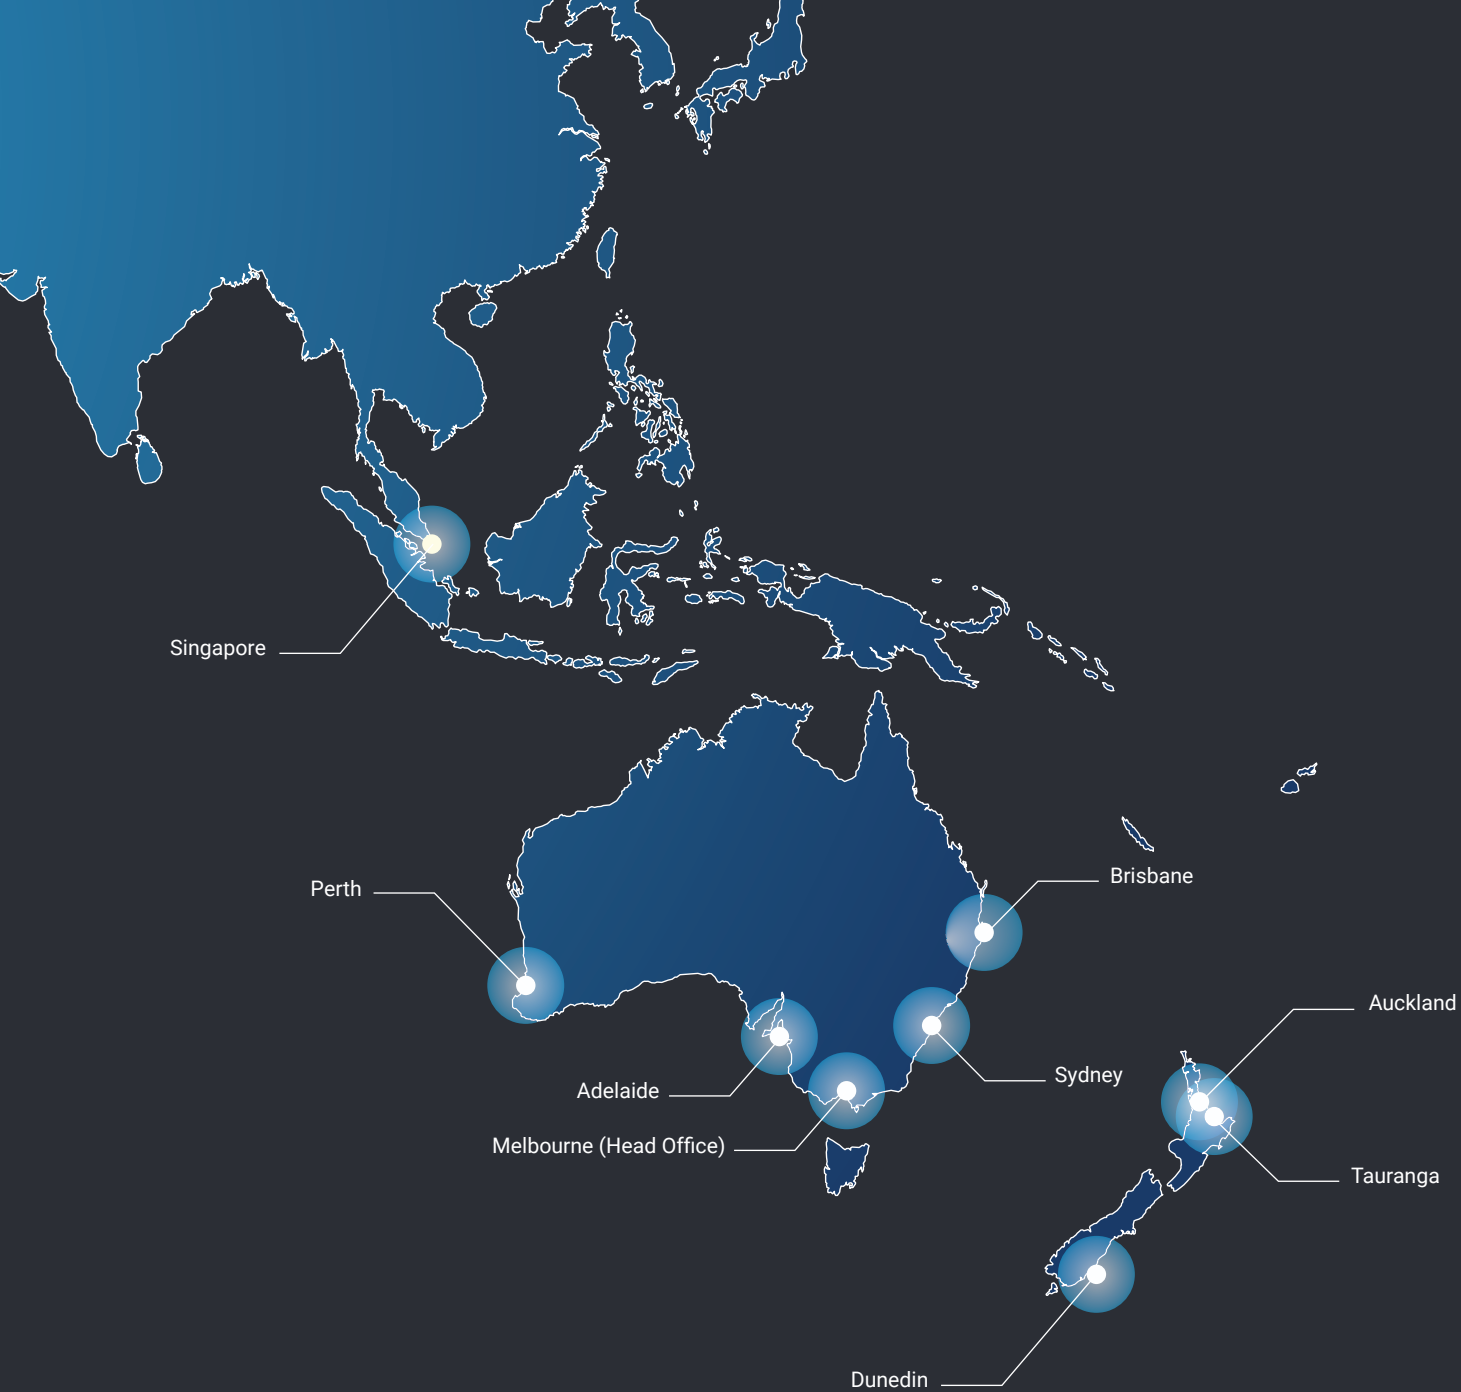 Singapore
Perth
Brisbane
Auckland
Sydney
Adelaide
Melbourne (Head Office)
Tauranga
Dunedin